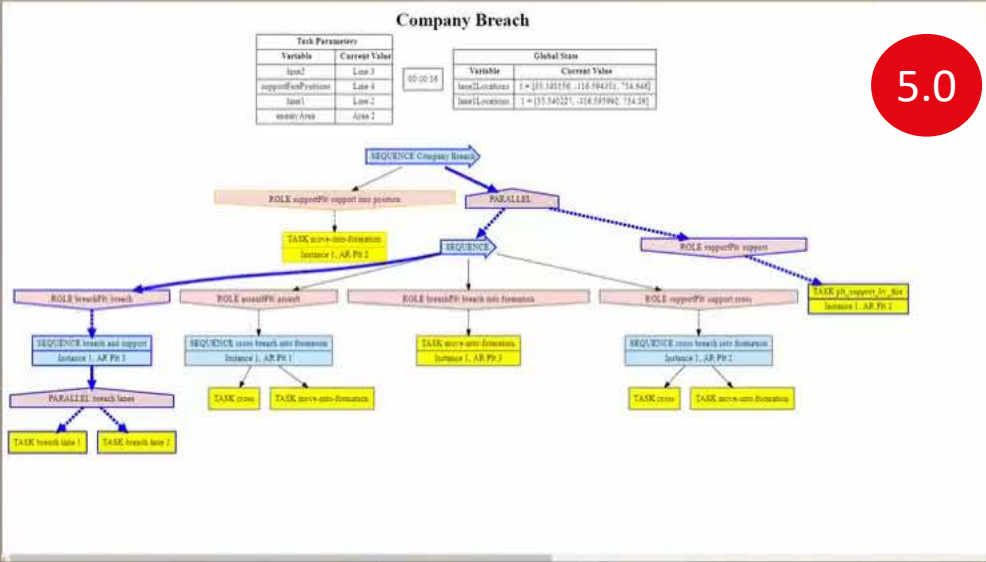 Company Breach
5.0
Task Parameters
Variable Current Value
lane2 Line 3
supportFirePositions Line 4
lane1 Line 2
enemyArea Area 2
00:00:16
Global State
Variable Current Value
lane2Locations
lane1Locations
SEQUENCE Company Breach
ROLE supportPlt support into position
PARALLEL
TASK move-into-formation
Instance 1, AR Plt 2
SEQUENCE
ROLE supportPlt support
ROLE breachPlt breach
ROLE assaultPlt assault
ROLE breachPlt breach into formation
ROLE supportPlt support cross
TASK plt_support_by_fire
Instance 1, AR Plt 2
SEQUENCE breach and support
Instance 1, AR Plt 3
SEQUENCE cross breach into formation
Instance 1, AR Plt 1
TASK move-into-formation
Instance 1, AR Plt 3
SEQUENCE cross breach into formation
Instance 1, AR Plt 2
PARALLEL breach lanes
TASK cross
TASK move-into-formation
TASK cross
TASK move-into-formation
TASK breach lane 1
TASK breach lane 2